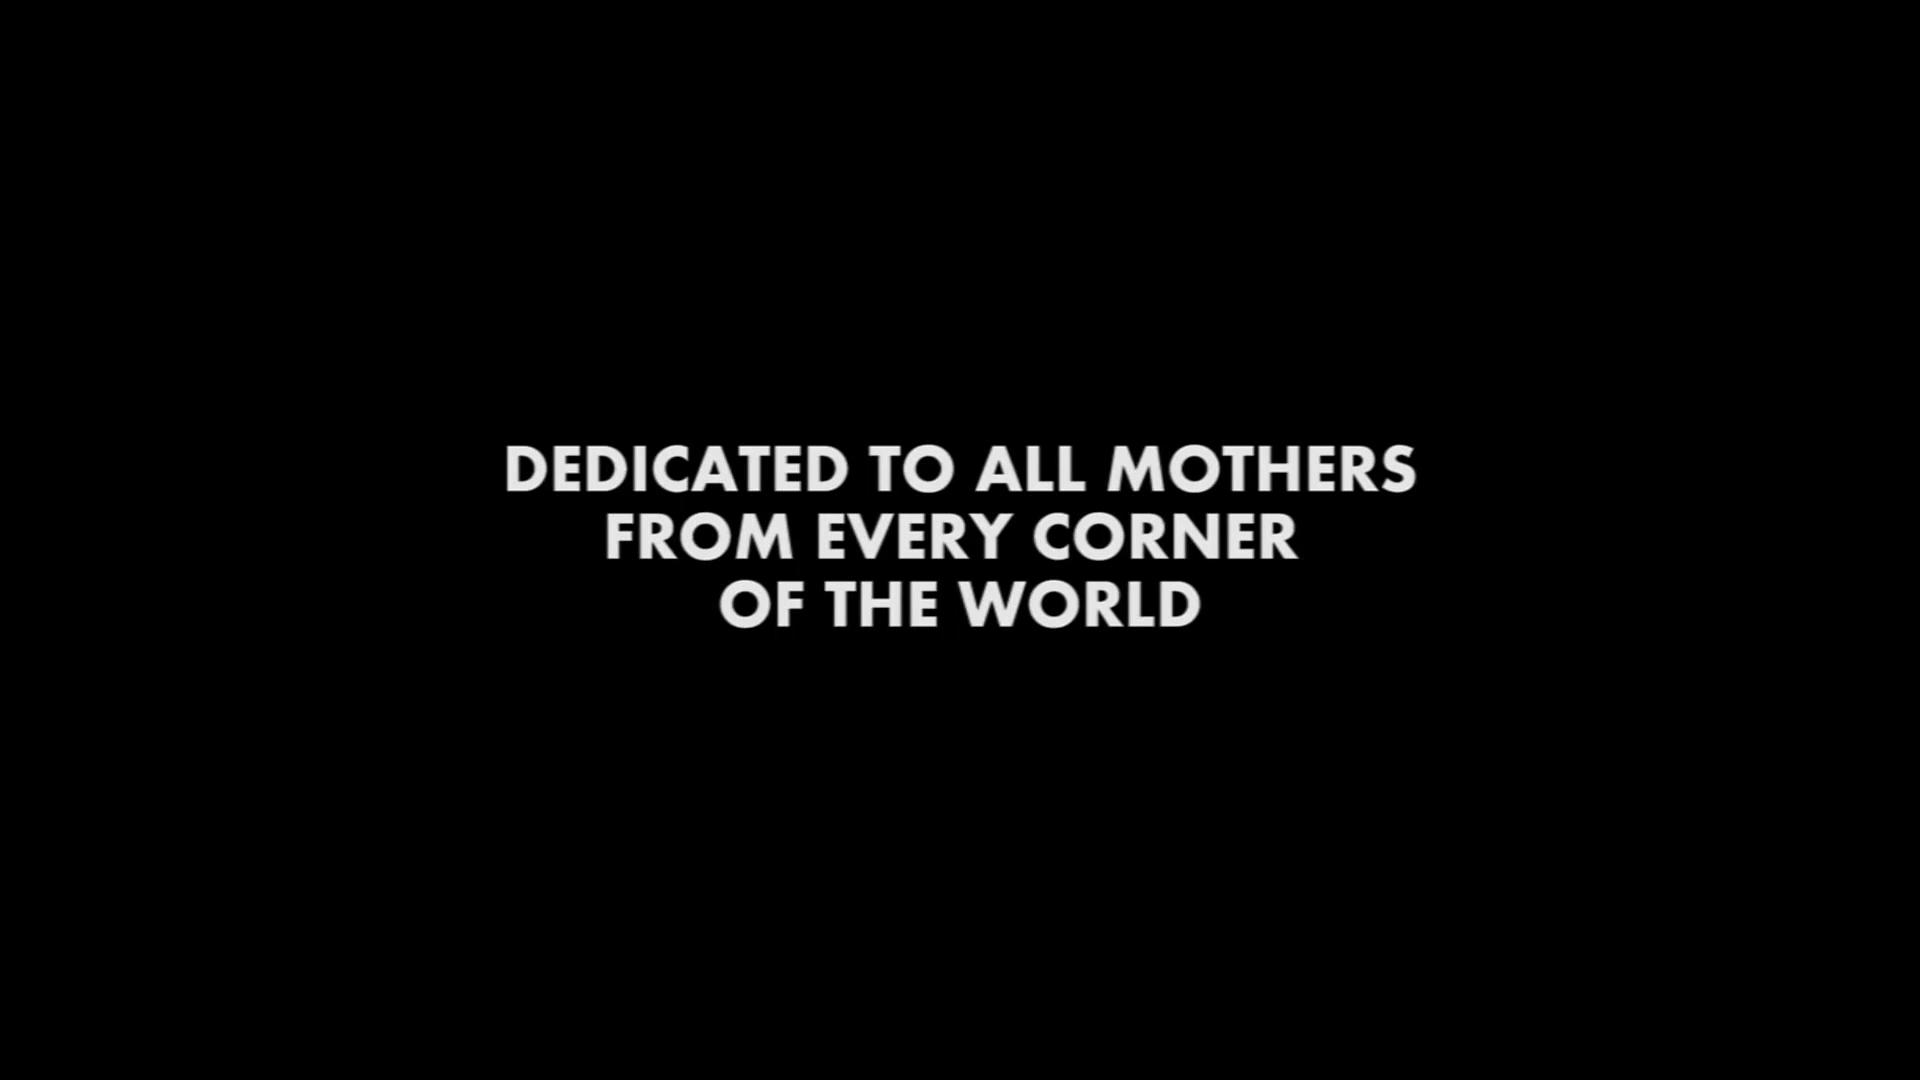 DEDICATED TO ALL MOTHERS
FROM EVERY CORNER
OF THE WORLD